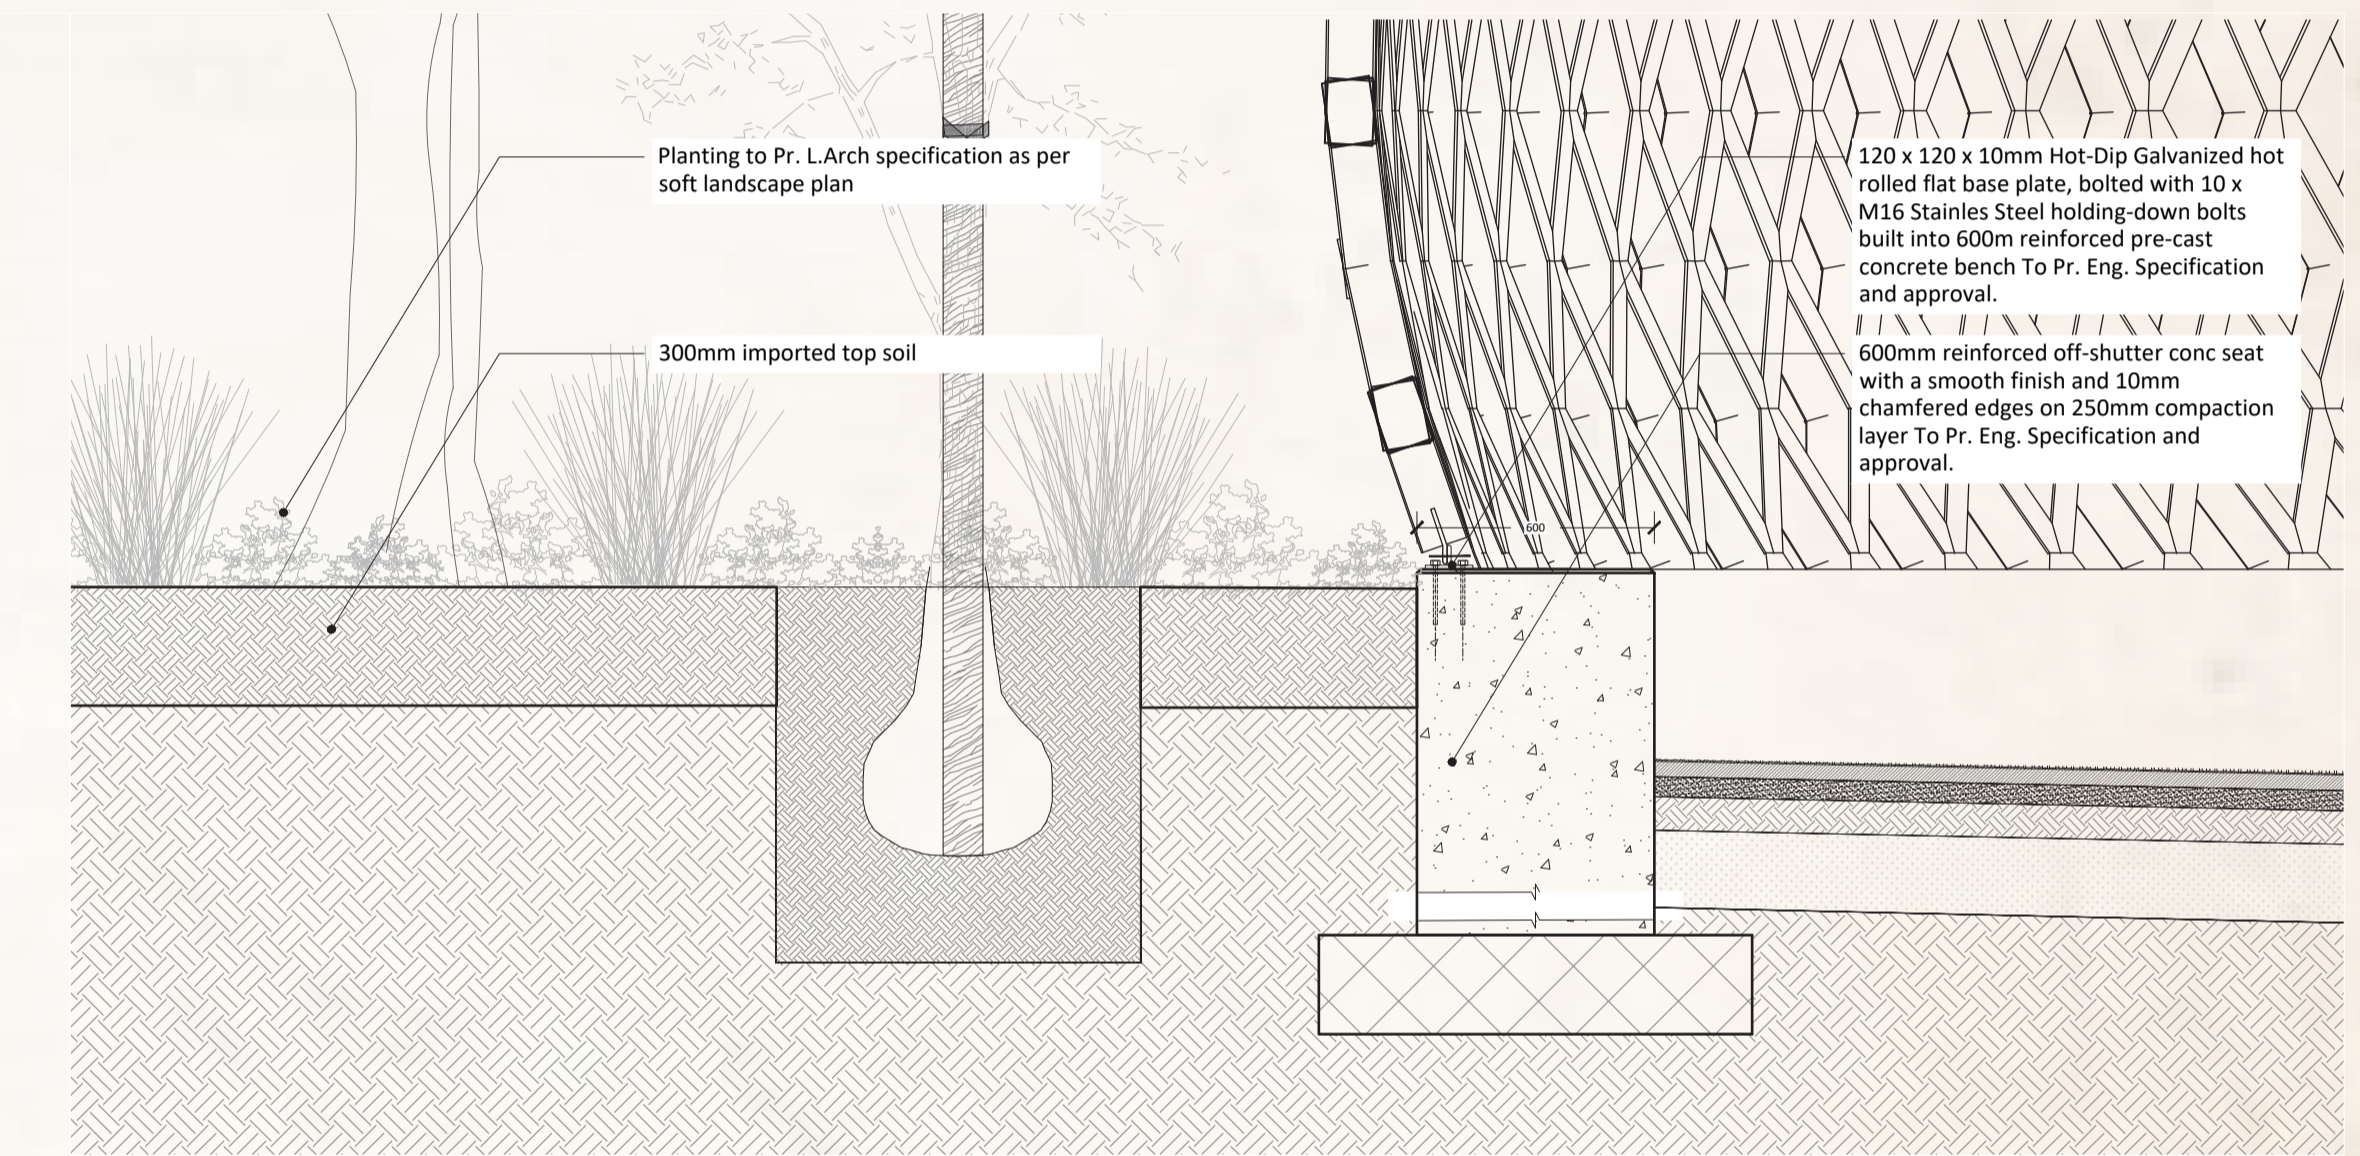 Planting to Pr. L.Arch specification as per
soft landscape plan
300mm imported top soil
120 x 120 x 10mm Hot-Dip Galvanized hot
rolled flat base plate, bolted with 10 x
M16 Stainles Steel holding-down bolts
built into 600m reinforced pre-cast
concrete bench To Pr. Eng. Specification
and approval.
600mm reinforced off-shutter conc seat
with a smooth finish and 10mm
chamfered edges on 250mm compaction
layer To Pr. Eng. Specification and
approval.
600